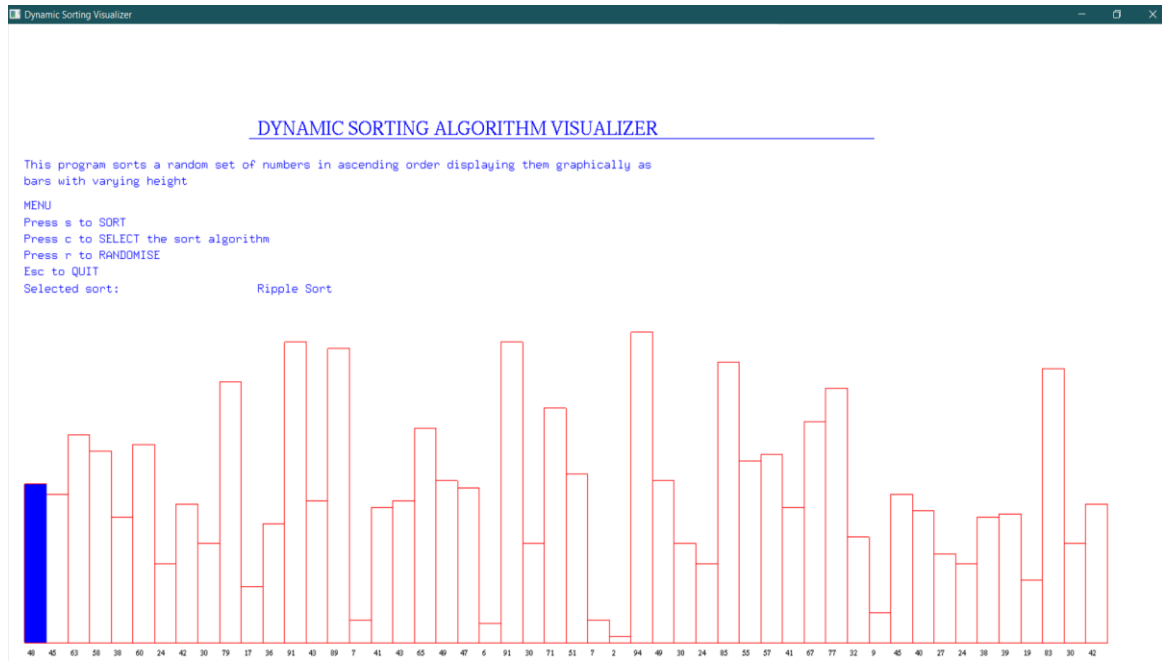 Dynamic Sorting Visualizer
DYNAMIC SORTING ALGORITHM VISUALIZER
This program sorts a random set of numbers in ascending order displaying them graphically as
bars with varying height
MENU
Press s to SORT
Press c to SELECT the sort algorithm
Press r to RANDOMISE
Esc to QUIT
Selected sort: Ripple Sort
48 45 63 58 38 60 24 42 30 79 17 36 91 43 89 7 41 43 65 49 47 6 91 30 71 51 7 2 94 49 30 24 85 55 57 41 67 77 32 9 45 40 27 24 38 39 19 83 30 42